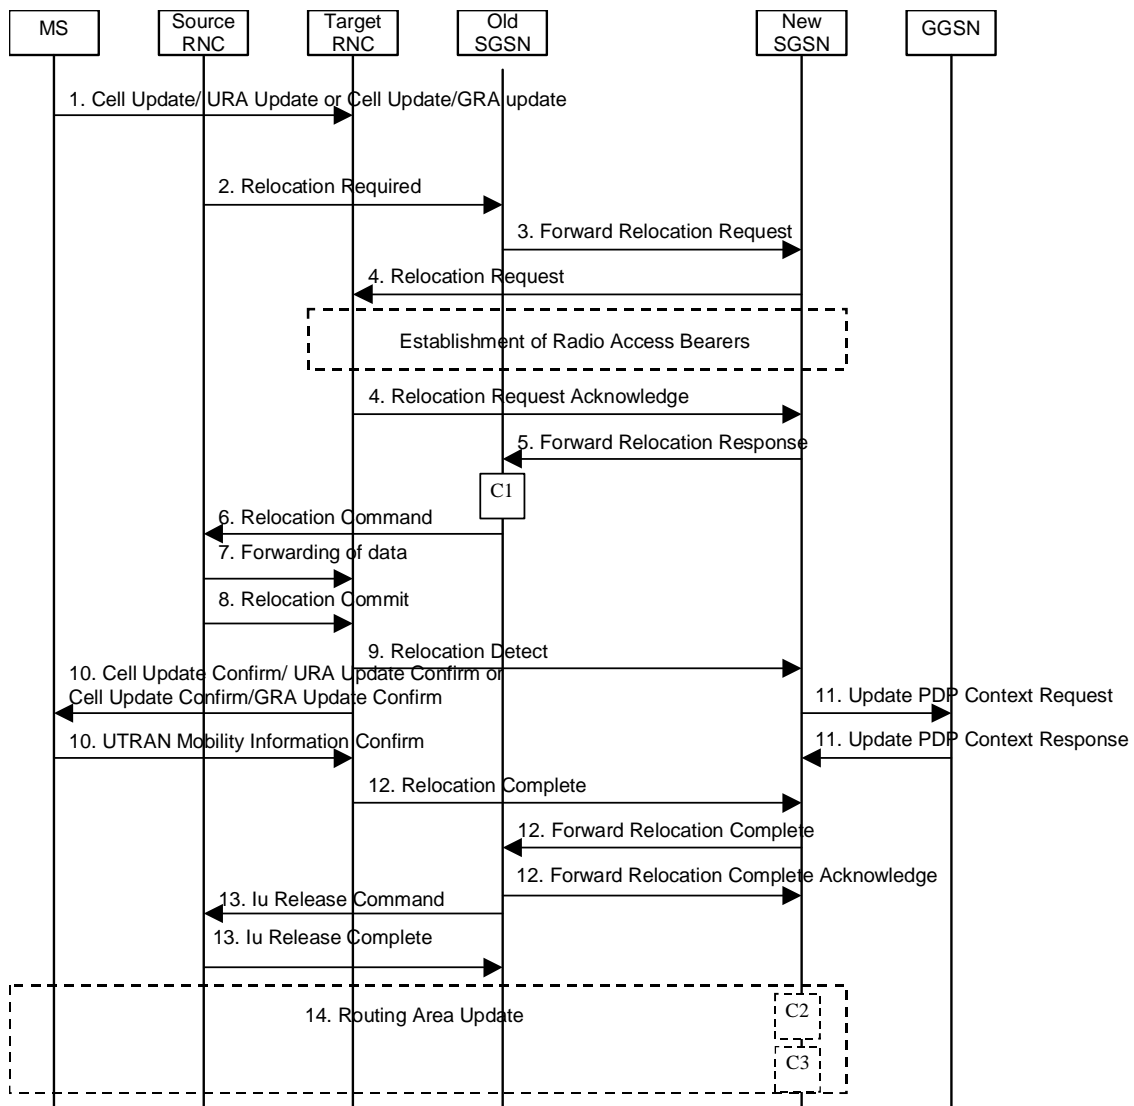 MS
Source
RNC
Target
RNC
Old
SGSN
New
SGSN
GGSN
1. Cell Update/ URA Update or Cell Update/GRA update
2. Relocation Required
3. Forward Relocation Request
4. Relocation Request
Establishment of Radio Access Bearers
4. Relocation Request Acknowledge
5. Forward Relocation Response
C1
6. Relocation Command
7. Forwarding of data
8. Relocation Commit
9. Relocation Detect
10. Cell Update Confirm/ URA Update Confirm or
Cell Update Confirm/GRA Update Confirm
11. Update PDP Context Request
10. UTRAN Mobility Information Confirm
11. Update PDP Context Response
12. Relocation Complete
12. Forward Relocation Complete
12. Forward Relocation Complete Acknowledge
13. Iu Release Command
13. Iu Release Complete
14. Routing Area Update
C2
C3